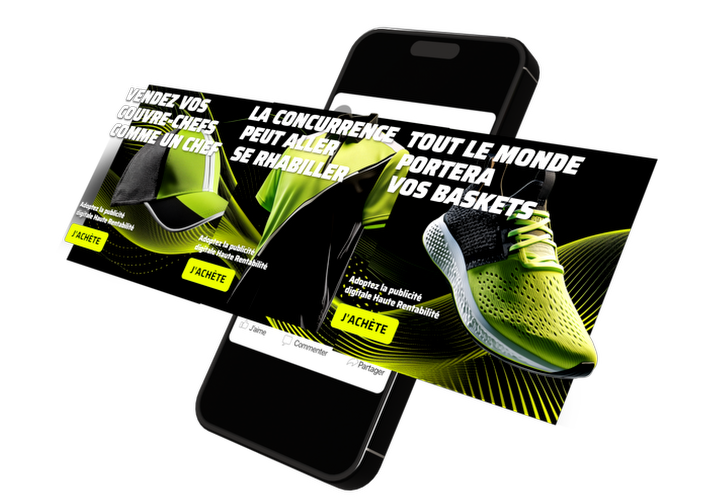 VENDEZ VOS
COUVRE-CHEFS
COMME UN CHEF
Adoptez la publicité
digitale Haute Rentabilité
J'ACHÈTE
LA CONCURRENCE
PEUT ALLER
SE RHABILLER
Adoptez la publicité
digitale Haute Rentabilité
J'ACHÈTE
TOUT LE MONDE
PORTERA
VOS BASKETS
Adoptez la publicité
digitale Haute Rentabilité
J'ACHÈTE
J'aime
Commenter
Partager